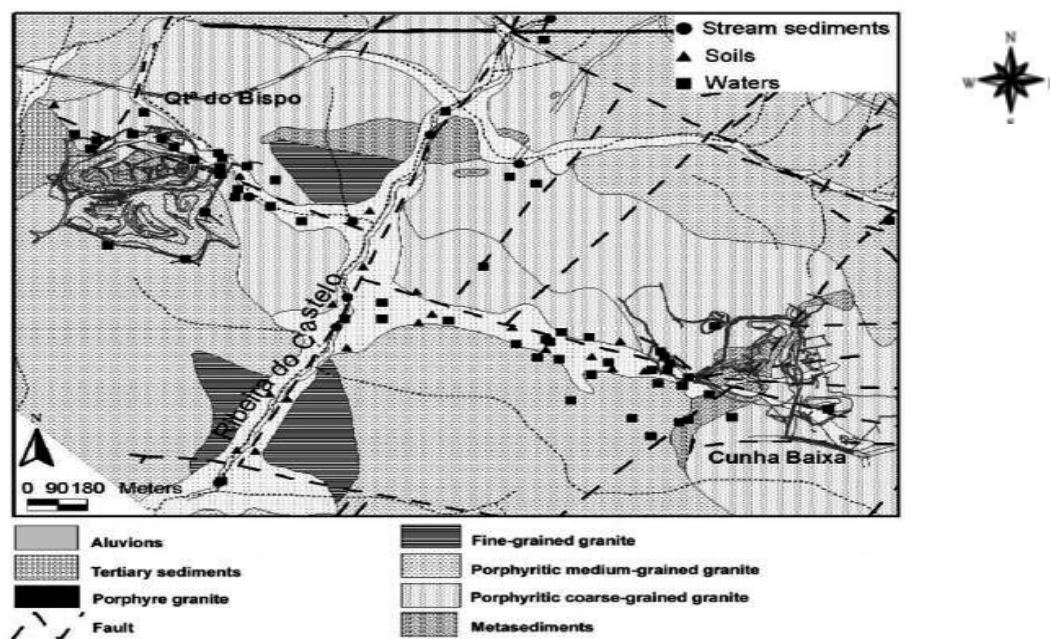 Stream sediments
Soils
Waters
N
W
Qtª do Bispo
Ribeira do Castelo
Cunha Baixa
0 90180 Meters
Aluvions
Tertiary sediments
Porphyre granite
Fault
Fine-grained granite
Porphyritic medium-grained granite
Porphyritic coarse-grained granite
Metasediments